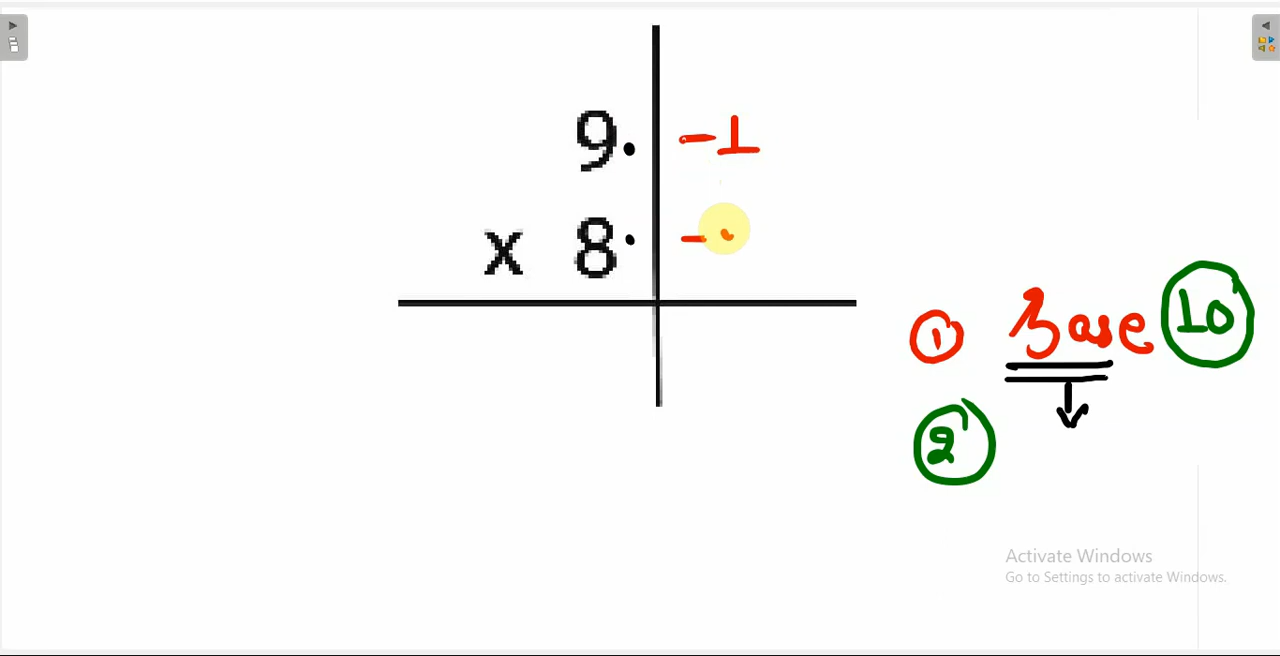 9. -1
x 8. -
① Base 10
②
Activate Windows
Go to Settings to activate Windows.